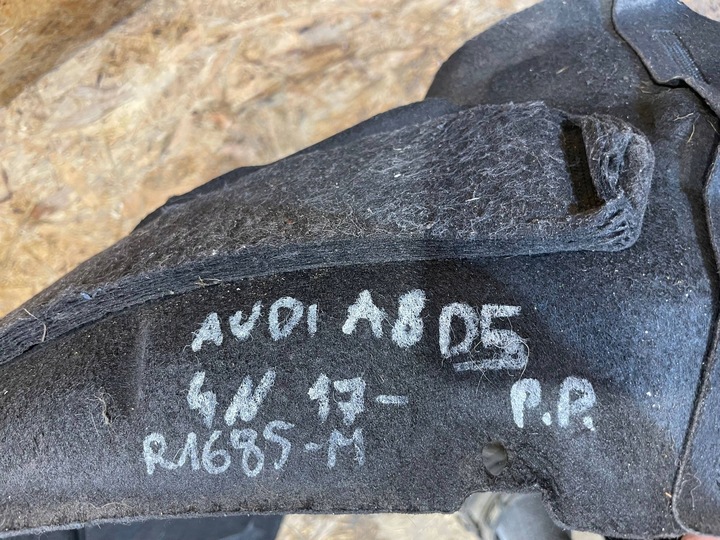 AUDI A8 D5
4N 17- P.P.
R1685-M